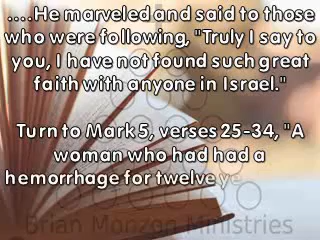 ....He marveled and said to those
who were following, "Truly I say to
you, I have not found such great
faith with anyone in Israel."
Turn to Mark 5, verses 25-34, "A
woman who had had a
hemorrhage for twelve ye
Brian Monzon Ministries